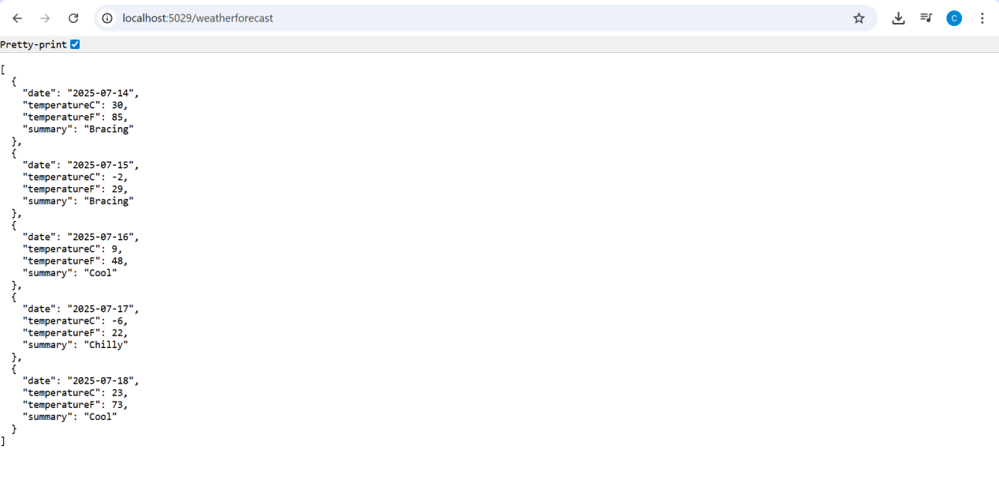 localhost:5029/weatherforecast
C
Pretty-print
[
  {
    "date": "2025-07-14",
    "temperatureC": 30,
    "temperatureF": 85,
    "summary": "Bracing"
  },
  {
    "date": "2025-07-15",
    "temperatureC": -2,
    "temperatureF": 29,
    "summary": "Bracing"
  },
  {
    "date": "2025-07-16",
    "temperatureC": 9,
    "temperatureF": 48,
    "summary": "Cool"
  },
  {
    "date": "2025-07-17",
    "temperatureC": -6,
    "temperatureF": 22,
    "summary": "Chilly"
  },
  {
    "date": "2025-07-18",
    "temperatureC": 23,
    "temperatureF": 73,
    "summary": "Cool"
  }
]